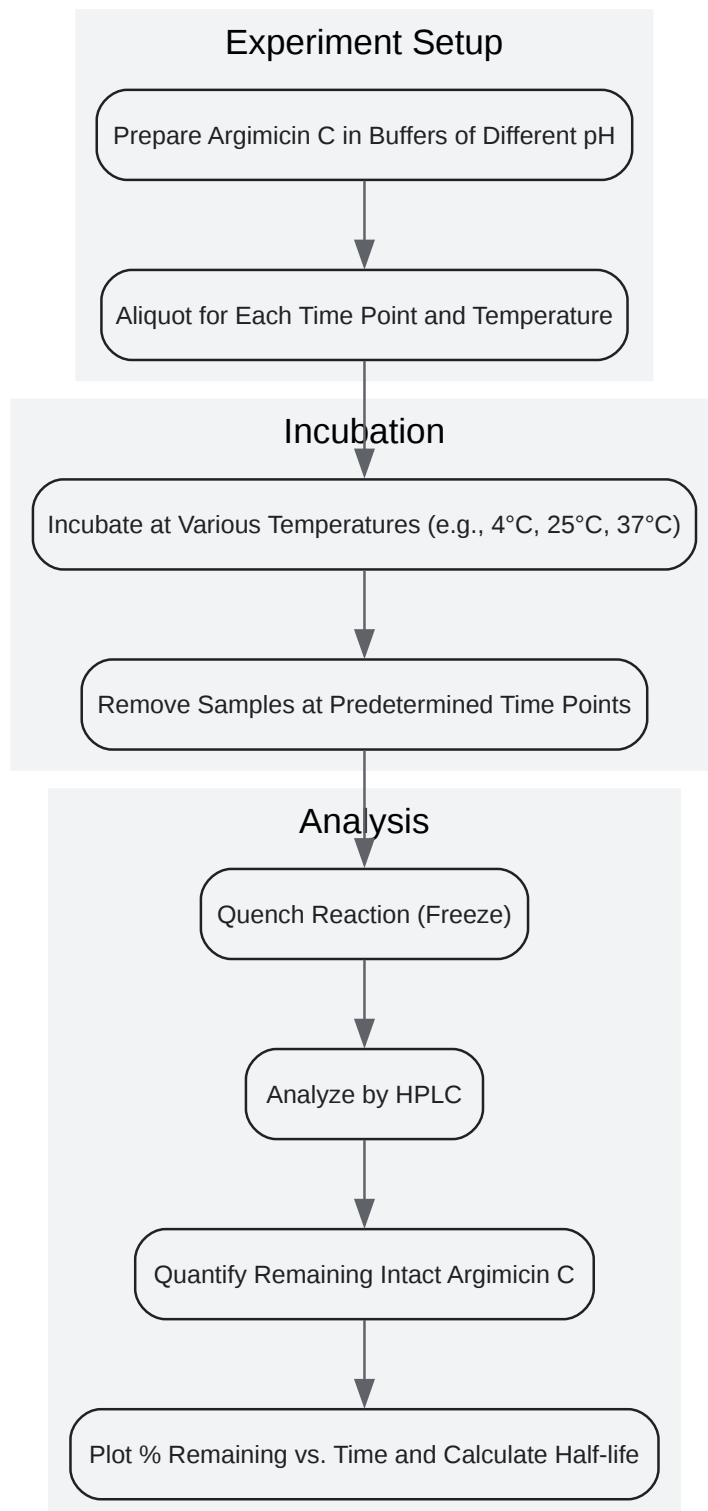 Experiment Setup
Prepare Argimicin C in Buffers of Different pH
Aliquot for Each Time Point and Temperature
Incubation
Incubate at Various Temperatures (e.g., 4°C, 25°C, 37°C)
Remove Samples at Predetermined Time Points
Analysis
Quench Reaction (Freeze)
Analyze by HPLC
Quantify Remaining Intact Argimicin C
Plot % Remaining vs. Time and Calculate Half-life